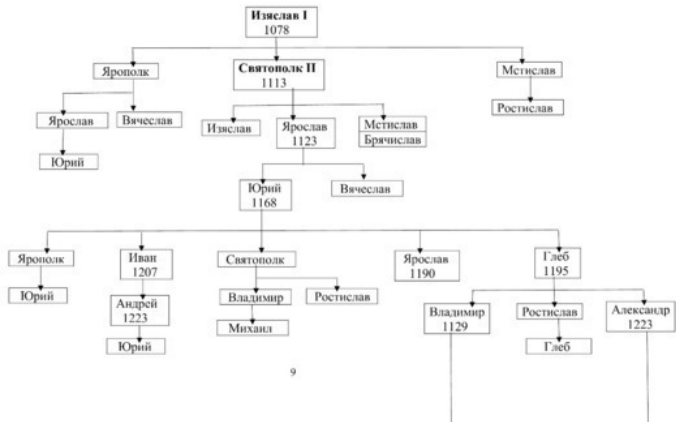 Изяслав I
1078
Ярополк
Святополк II
1113
Мстислав
Ярослав
Вячеслав
Изяслав
Ярослав
1123
Мстислав
Брячислав
Ростислав
Юрий
Юрий
1168
Вячеслав
Ярополк
Иван
1207
Святополк
Ярослав
1190
Глеб
1195
Юрий
Андрей
1223
Владимир
Ростислав
Владимир
1129
Ростислав
Александр
1223
Юрий
Михаил
Глеб
9